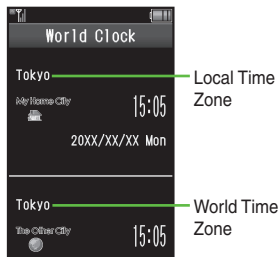 World Clock
Tokyo
Local Time
Zone
My Home City
15:05
20XX/XX/XX Mon
Tokyo
World Time
Zone
The Other City
15:05